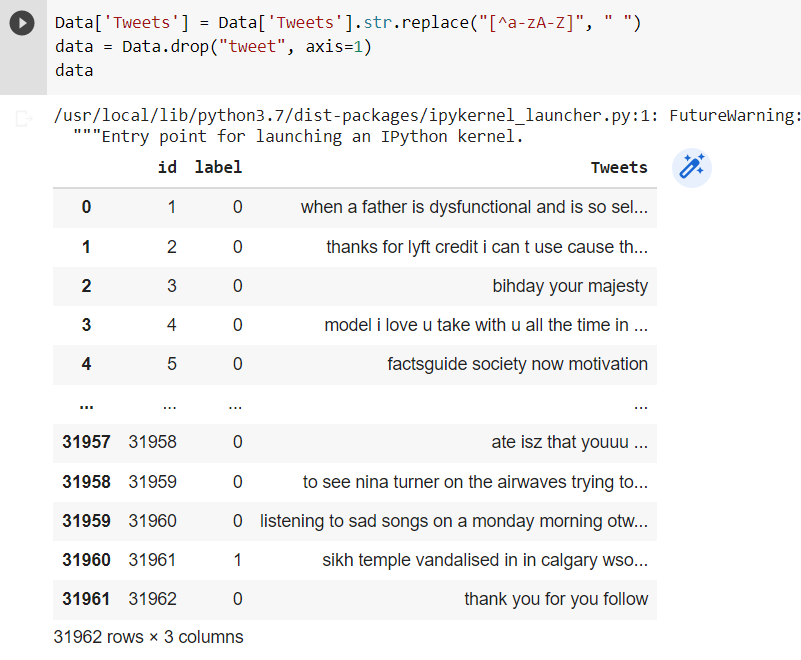 Data['Tweets'] = Data['Tweets'].str.replace("[^a-zA-Z]", " ")
data = Data.drop("tweet", axis=1)
data
/usr/local/lib/python3.7/dist-packages/ipykernel_launcher.py:1: FutureWarning:
"""Entry point for launching an IPython kernel.
id label Tweets
0 1 0 when a father is dysfunctional and is so sel...
1 2 0 thanks for lyft credit i can t use cause th...
2 3 0 bihday your majesty
3 4 0 model i love u take with u all the time in ...
4 5 0 factsguide society now motivation
... ... ... ...
31957 31958 0 ate isz that youuu ...
31958 31959 0 to see nina turner on the airwaves trying to...
31959 31960 0 listening to sad songs on a monday morning otw...
31960 31961 1 sikh temple vandalised in in calgary wso...
31961 31962 0 thank you for you follow
31962 rows × 3 columns